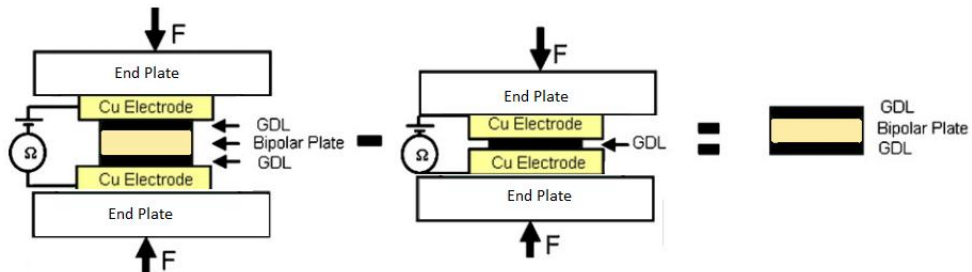 F
End Plate
Cu Electrode
GDL
Bipolar Plate
GDL
Cu Electrode
End Plate
F
Ω
F
End Plate
Cu Electrode
GDL
Cu Electrode
End Plate
F
Ω
GDL
Bipolar Plate
GDL